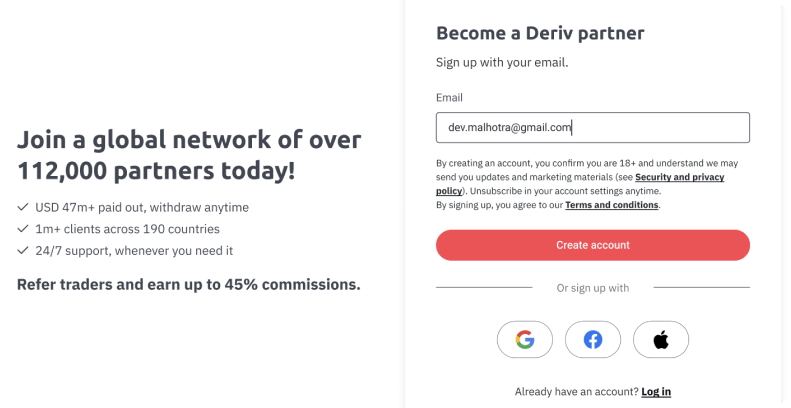 Join a global network of over
112,000 partners today!
USD 47m+ paid out, withdraw anytime
1m+ clients across 190 countries
24/7 support, whenever you need it
Refer traders and earn up to 45% commissions.
Become a Deriv partner
Sign up with your email.
Email
dev.malhotra@gmail.com
By creating an account, you confirm you are 18+ and understand we may
send you updates and marketing materials (see Security and privacy
policy). Unsubscribe in your account settings anytime.
By signing up, you agree to our Terms and conditions.
Create account
Or sign up with
Already have an account? Log in